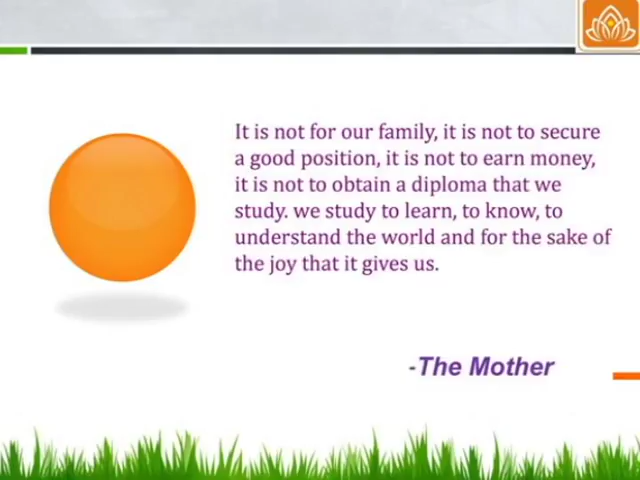 It is not for our family, it is not to secure
a good position, it is not to earn money,
it is not to obtain a diploma that we
study. we study to learn, to know, to
understand the world and for the sake of
the joy that it gives us.
-The Mother